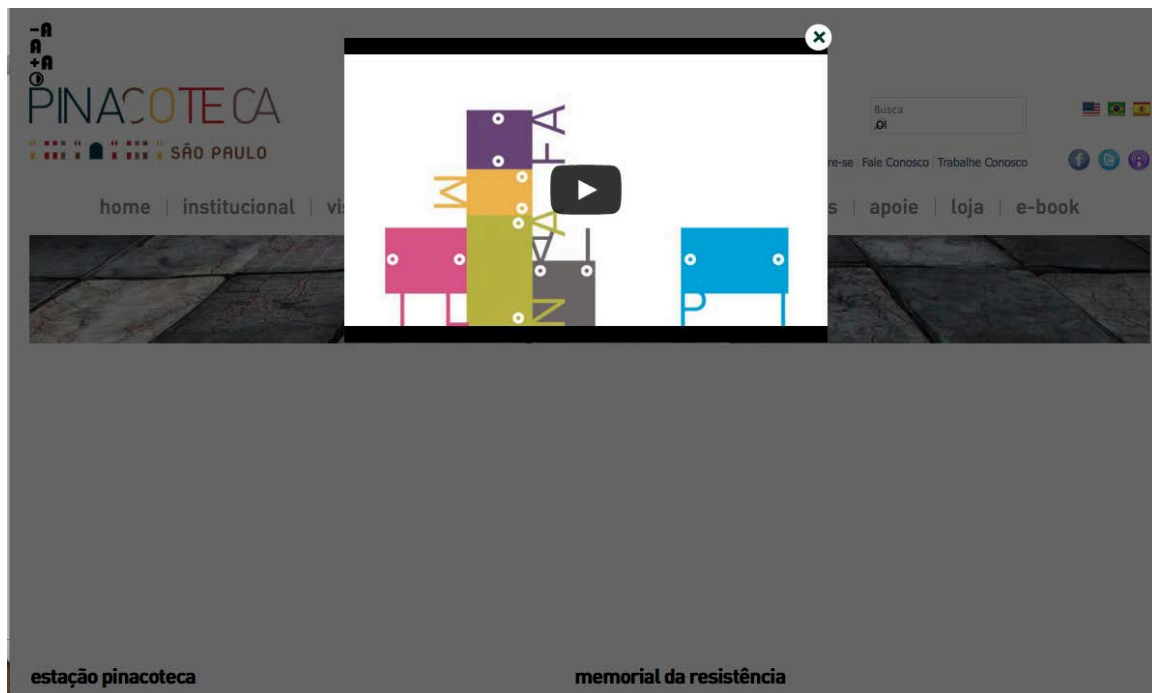 -A
A
+A
PINACOTECA
SÃO PAULO
Busca
re-se | Fale Conosco | Trabalhe Conosco
home | institucional
s | apoie | loja | e-book
estação pinacoteca
memorial da resistência